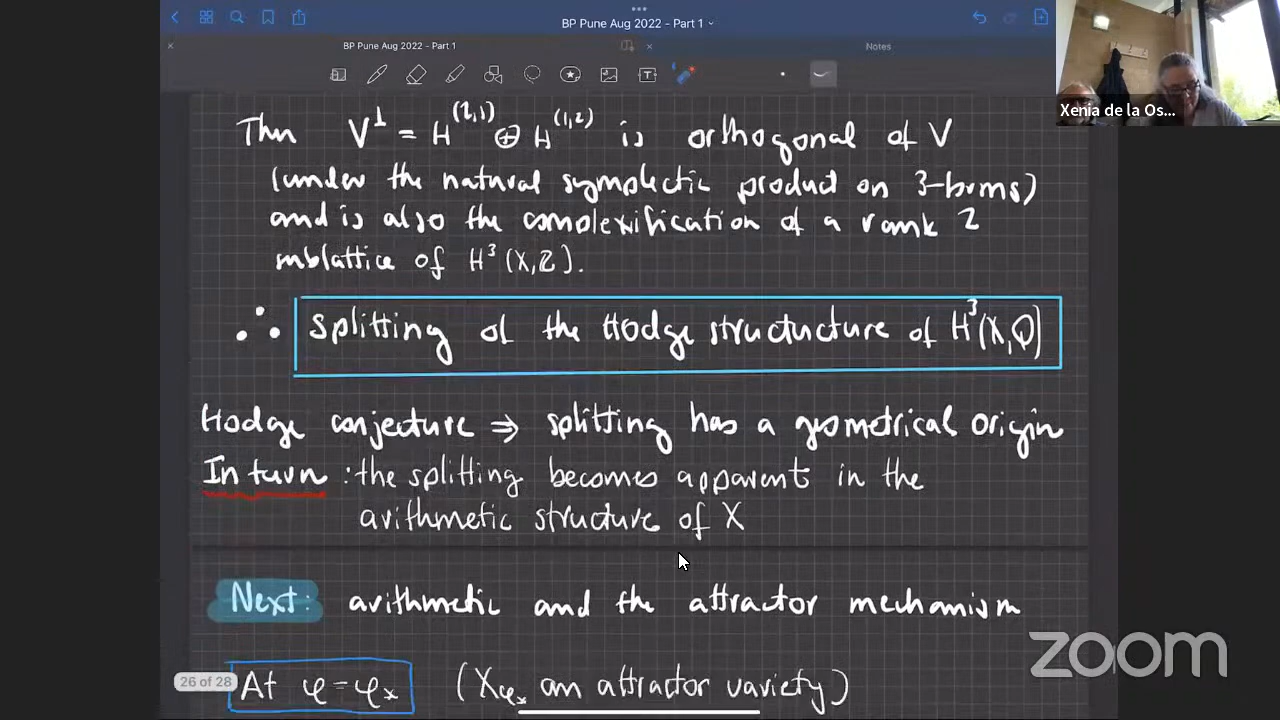 BP Pune Aug 2022 - Part 1
BP Pune Aug 2022 - Part 1
Notes
Xenia de la Os...
Then V⊥ = H^(2,1) ⊕ H^(1,2) is orthogonal of V
(under the natural symplectic product on 3-forms)
and is also the complexification of a rank 2
sublattice of H³(X,Z).
∴ Splitting of the Hodge structucture of H³(X,Q)
Hodge conjecture ⇒ splitting has a geometrical origin
In turn: the splitting becomes apparent in the
arithmetic structure of X
Next: arithmetic and the attractor mechanism
26 of 28
At φ=φ* (Xφ* an attractor variety)
zoom